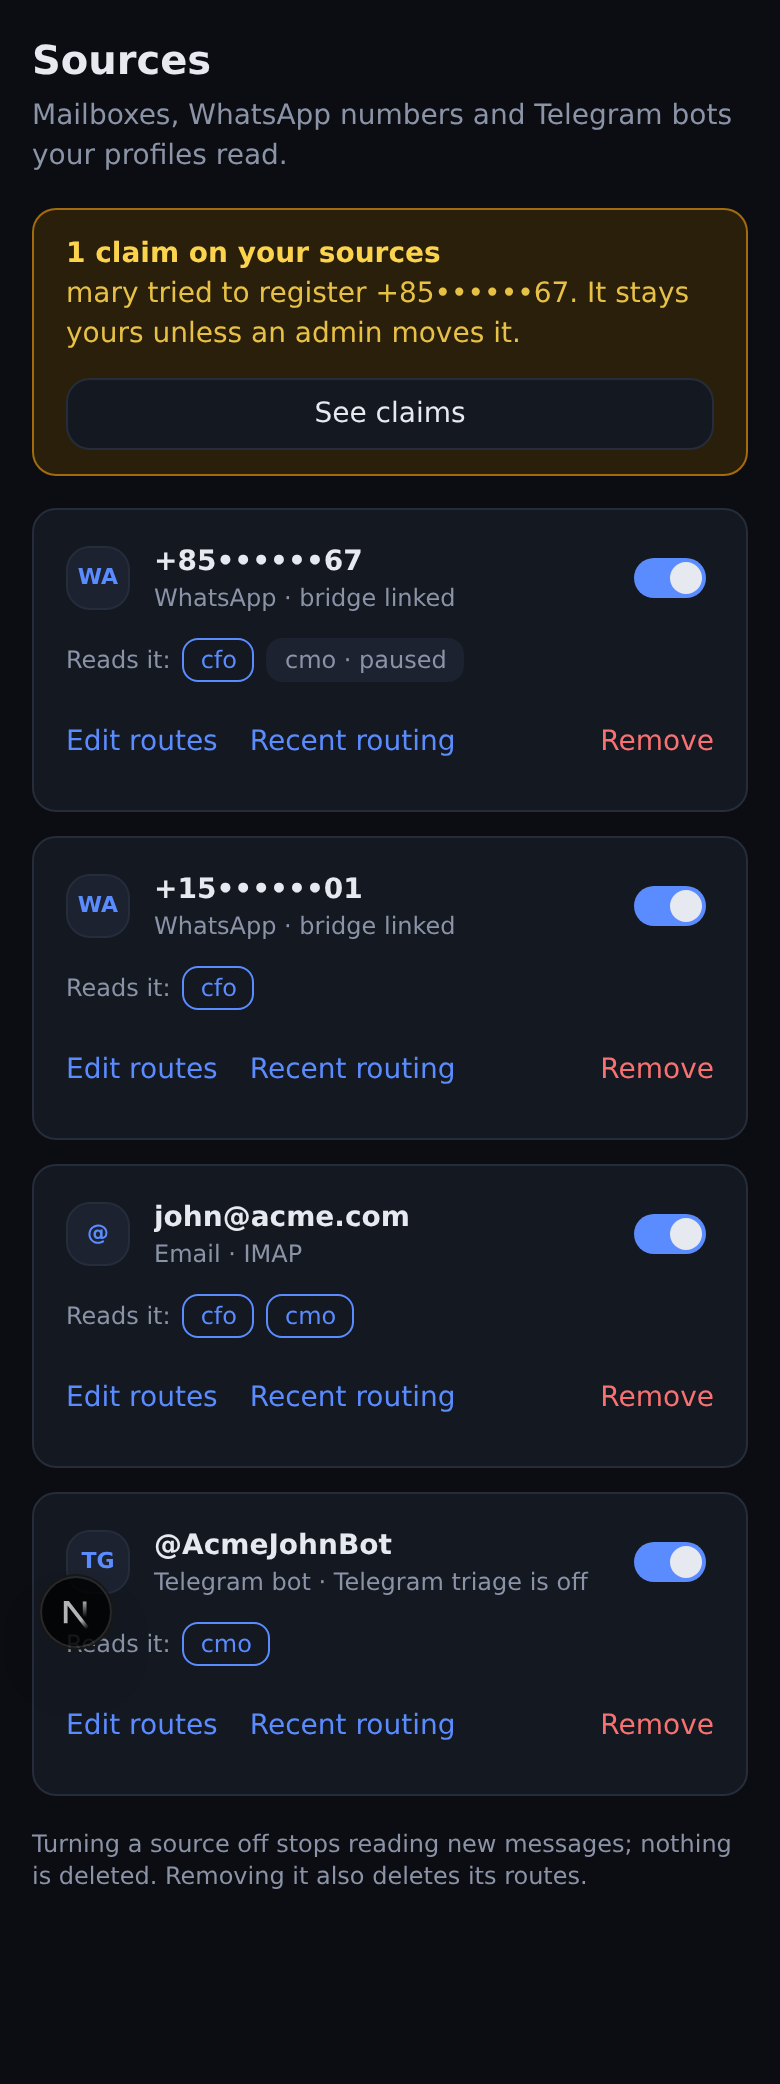 Sources
Mailboxes, WhatsApp numbers and Telegram bots
your profiles read.
1 claim on your sources
mary tried to register +85••••••67. It stays
yours unless an admin moves it.
See claims
WA
+85••••••67
WhatsApp · bridge linked
Reads it: cfo cmo · paused
Edit routes Recent routing Remove
WA
+15••••••01
WhatsApp · bridge linked
Reads it: cfo
Edit routes Recent routing Remove
@
john@acme.com
Email · IMAP
Reads it: cfo cmo
Edit routes Recent routing Remove
TG
@AcmeJohnBot
Telegram bot · Telegram triage is off
N
Reads it: cmo
Edit routes Recent routing Remove
Turning a source off stops reading new messages; nothing
is deleted. Removing it also deletes its routes.